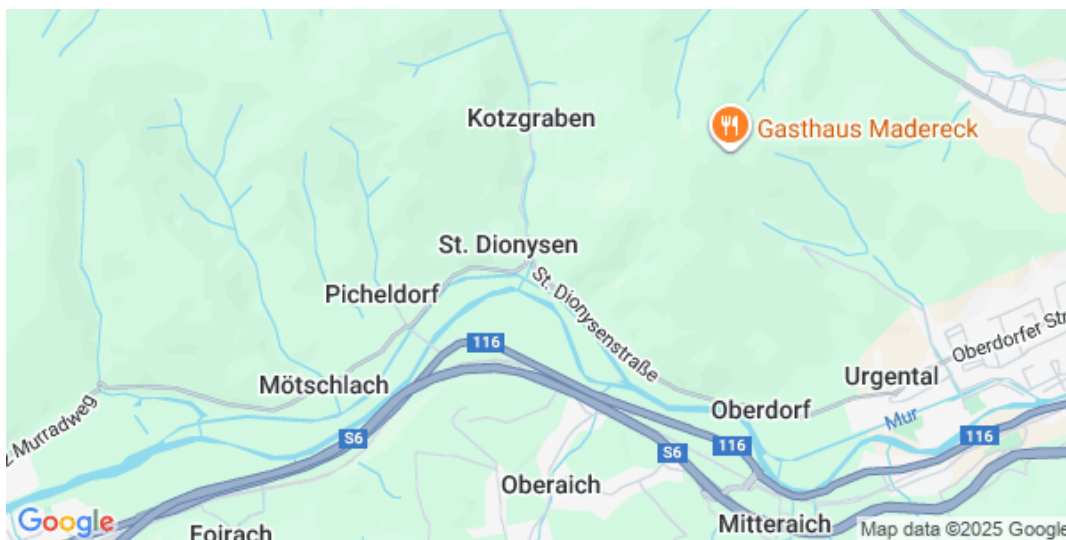 Kotzgraben
Gasthaus Madereck
St. Dionysen
St. Dionysenstraße
Picheldorf
116
Mötschlach
Oberdorfer Str
Urgental
Oberdorf
Mur
z Murradweg
S6
116
116
S6
Oberaich
Mitteraich
Foirach
Google
Map data ©2025 Google